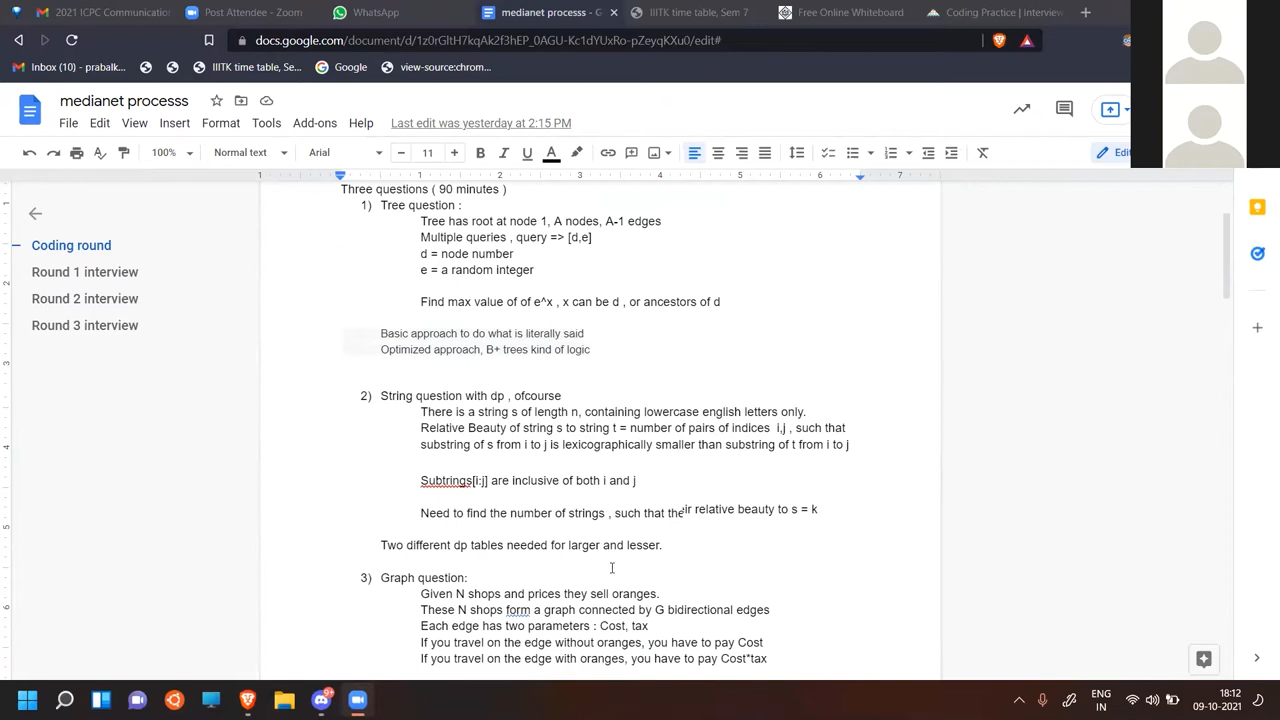 2021 ICPC Communication
Post Attendee - Zoom
WhatsApp
medianet processs - G
IIITK time table, Sem 7
Free Online Whiteboard
Coding Practice | Interview
docs.google.com/document/d/1z0rGltH7kqAk2f3hEP_0AGU-Kc1dYUxRo-pZeyqKXu0/edit#
Inbox (10) - prabalk...
IIITK time table, Se...
Google
view-source:chrom...
medianet processs
File Edit View Insert Format Tools Add-ons Help Last edit was yesterday at 2:15 PM
100% Normal text Arial 11
1 1 2 3 4 5 6 7
Coding round
Round 1 interview
Round 2 interview
Round 3 interview
Three questions ( 90 minutes )
1) Tree question :
Tree has root at node 1, A nodes, A-1 edges
Multiple queries , query => [d,e]
d = node number
e = a random integer
Find max value of of e^x , x can be d , or ancestors of d
Basic approach to do what is literally said
Optimized approach, B+ trees kind of logic
2) String question with dp , ofcourse
There is a string s of length n, containing lowercase english letters only.
Relative Beauty of string s to string t = number of pairs of indices i,j , such that
substring of s from i to j is lexicographically smaller than substring of t from i to j
Subtrings[i:j] are inclusive of both i and j
Need to find the number of strings , such that their relative beauty to s = k
Two different dp tables needed for larger and lesser.
3) Graph question:
Given N shops and prices they sell oranges.
These N shops form a graph connected by G bidirectional edges
Each edge has two parameters : Cost, tax
If you travel on the edge without oranges, you have to pay Cost
If you travel on the edge with oranges, you have to pay Cost*tax
ENG
IN
18:12
09-10-2021